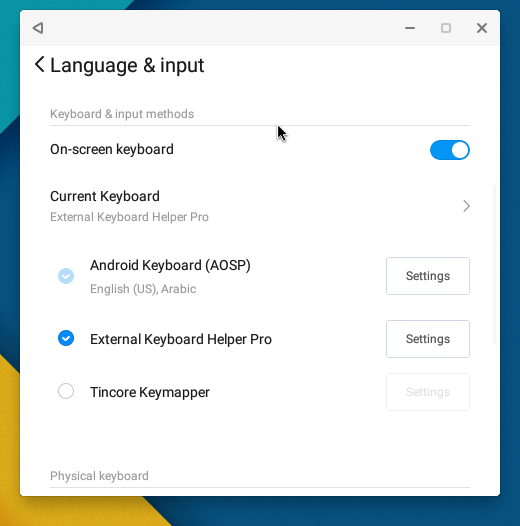 Language & input
Keyboard & input methods
On-screen keyboard
Current Keyboard
External Keyboard Helper Pro
Android Keyboard (AOSP)
English (US), Arabic
Settings
External Keyboard Helper Pro
Settings
Tincore Keymapper
Settings
Physical keyboard